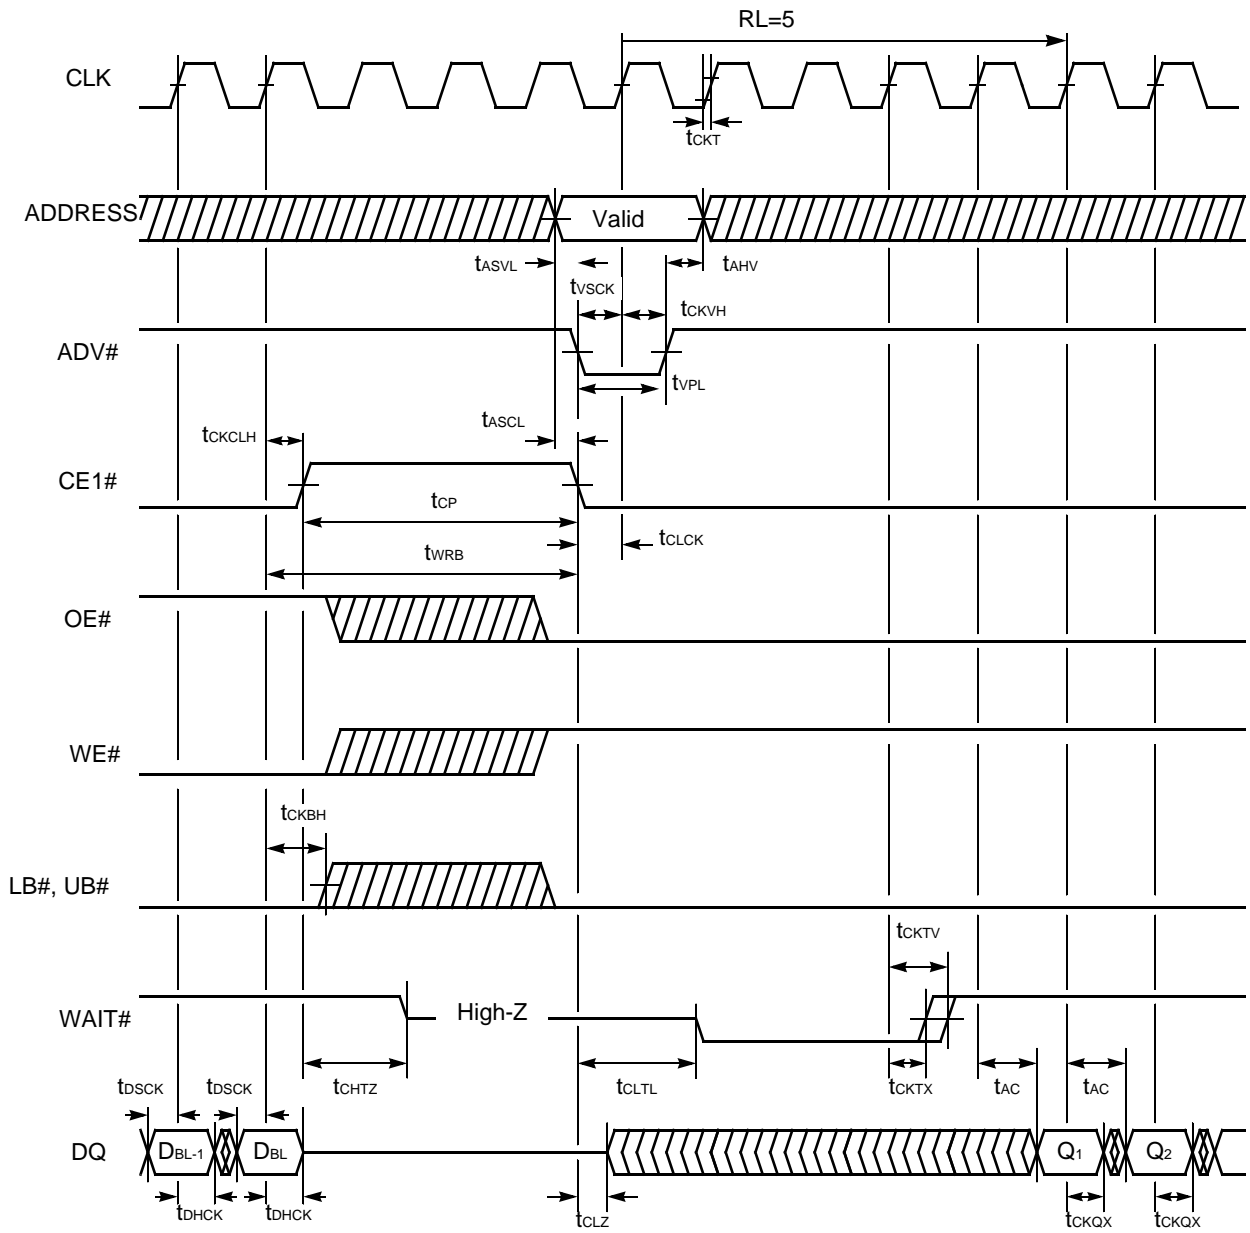 RL=5
CLK
tCKT
ADDRESS
Valid
tASVL
tAHV
tVSCK
tCKVH
ADV#
tVPL
tASCL
tCKCLH
CE1#
tCP
tCLCK
tWRB
OE#
WE#
tCKBH
LB#, UB#
tCKTV
WAIT#
High-Z
tDSCK
tDSCK
tCHTZ
tCLTL
tCKTX
tAC
tAC
DQ
DBL-1
DBL
Q1
Q2
tDHCK
tDHCK
tCLZ
tCKQX
tCKQX